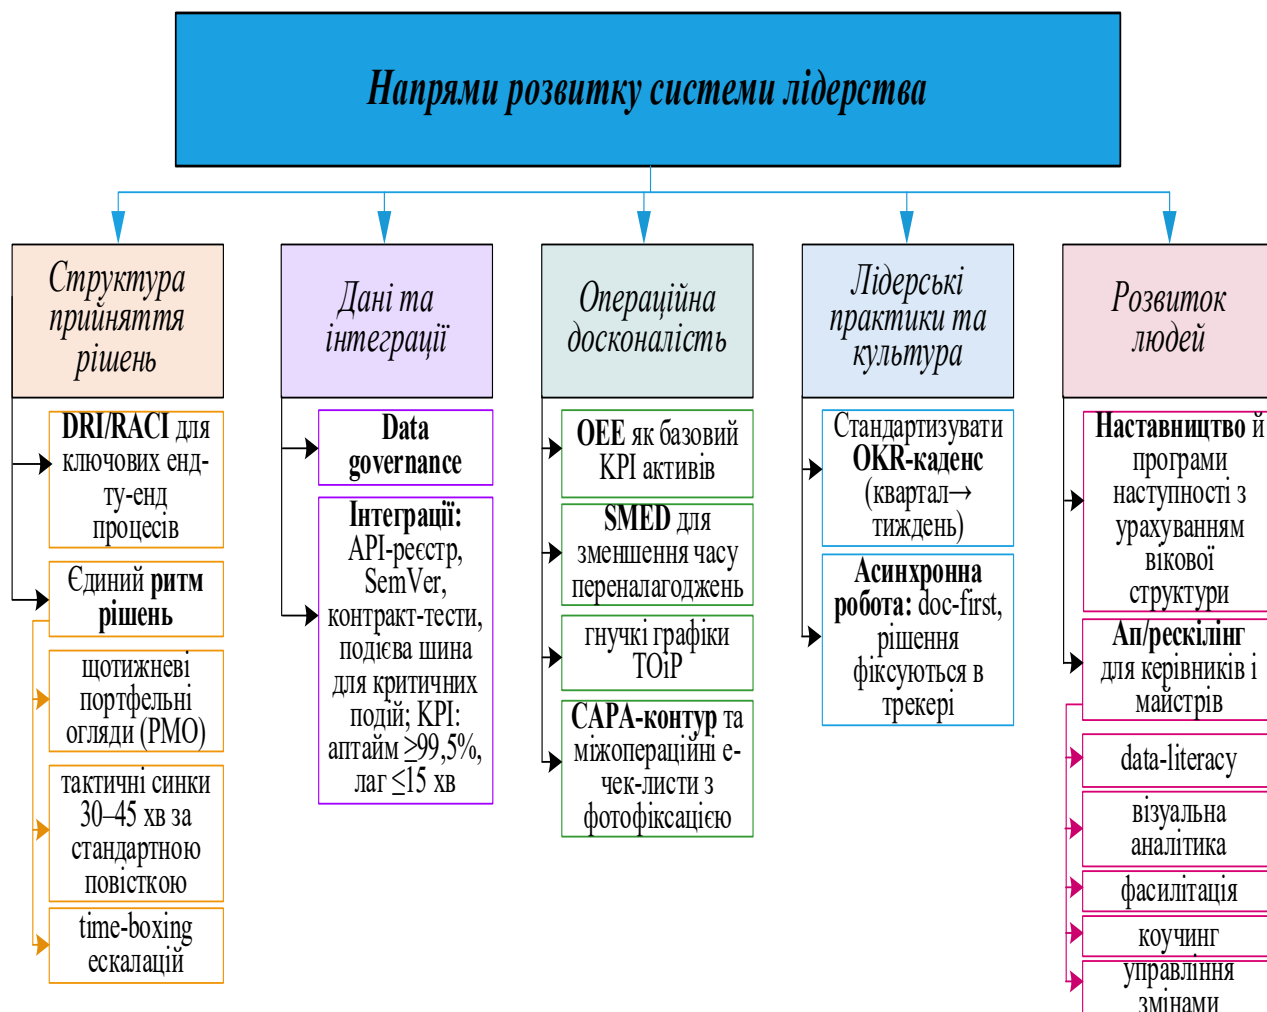 Напрями розвитку системи лідерства
Структура
прийняття
рішень
DRI/RACI для
ключових енд-
ту-енд
процесів
Єдиний ритм
рішень
щотижневі
портфельні
огляди (PMO)
тактичні синки
30–45 хв за
стандартною
повісткою
time-boxing
ескалацій
Дані та
інтеграції
Data
governance
Інтеграції:
API-реєстр,
SemVer,
контракт-тести,
подієва шина
для критичних
подій; KPI:
аптайм ≥99,5%,
лаг ≤15 хв
Операційна
досконалість
OEE як базовий
KPI активів
SMED для
зменшення часу
переналагоджень
гнучкі графіки
ТОіР
CAPA-контур та
міжопераційні е-
чек-листи з
фотофіксацією
Лідерські
практики та
культура
Стандартизувати
OKR-каденс
(квартал→
тиждень)
Асинхронна
робота: doc-first,
рішення
фіксуються в
трекері
Розвиток
людей
Наставництво й
програми
наступності з
урахуванням
вікової
структури
Ап/рескілінг
для керівників і
майстрів
data-literacy
візуальна
аналітика
фасилітація
коучинг
управління
змінами